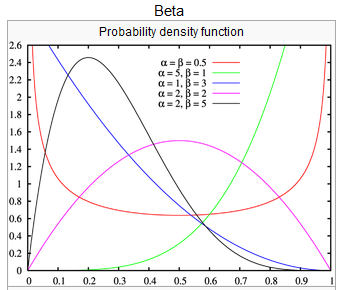 Beta
Probability density function
α = β = 0.5
α = 5, β = 1
α = 1, β = 3
α = 2, β = 2
α = 2, β = 5
2.6
2.4
2.2
2
1.8
1.6
1.4
1.2
1
0.8
0.6
0.4
0.2
0
0 0.1 0.2 0.3 0.4 0.5 0.6 0.7 0.8 0.9 1